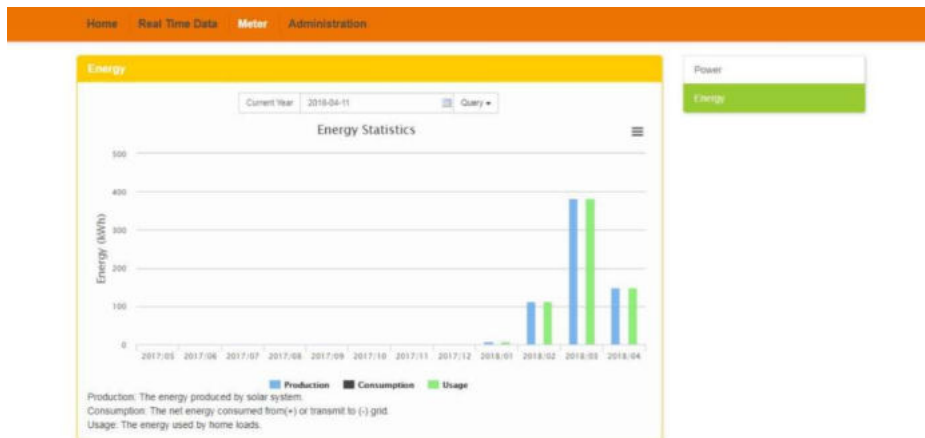 Home Real Time Data Meter Administration
Energy
Power
Energy
Current Year 2018-04-11 Query
Energy Statistics
Energy (kWh)
500
400
300
200
100
0
2017/05 2017/06 2017/07 2017/08 2017/09 2017/10 2017/11 2017/12 2018/01 2018/02 2018/03 2018/04
Production Consumption Usage
Production: The energy produced by solar system.
Consumption: The net energy consumed from(+) or transmit to (-) grid.
Usage: The energy used by home loads.